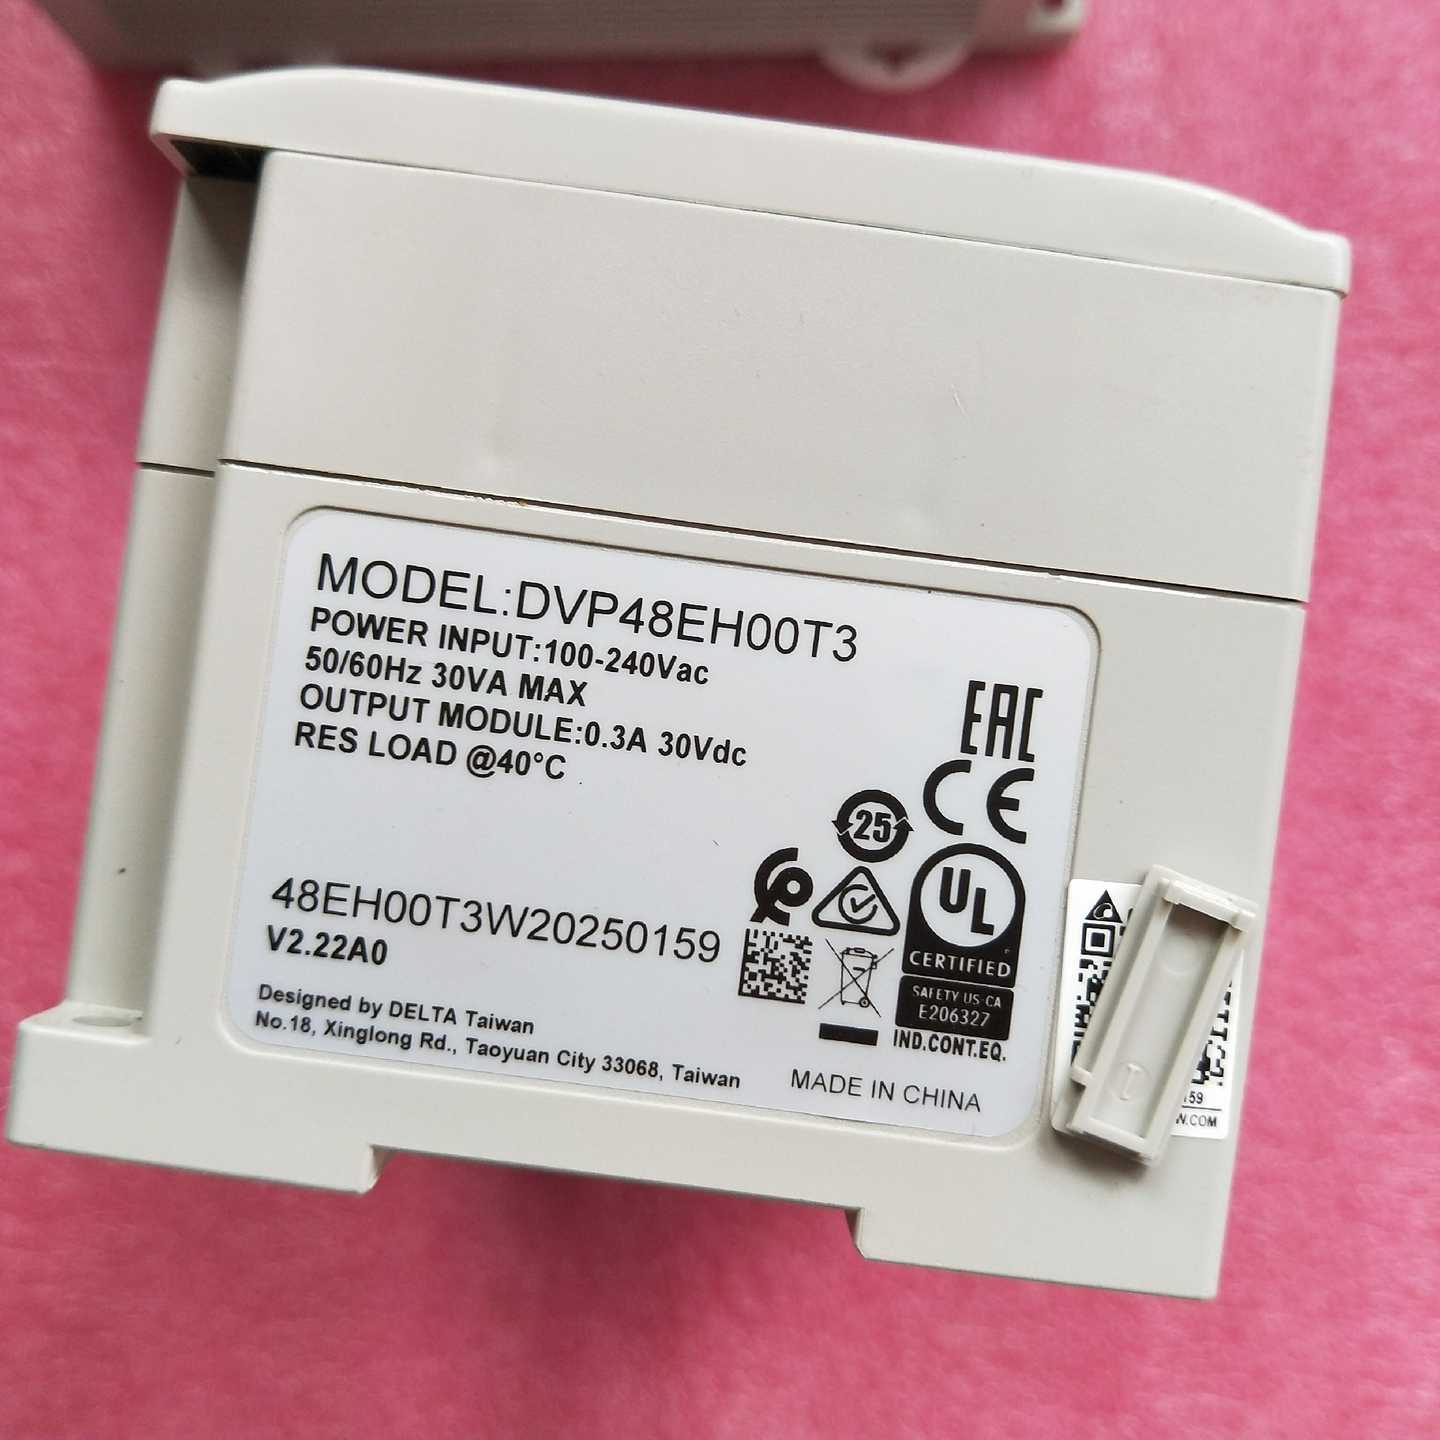 MODEL:DVP48EH00T3
POWER INPUT:100-240Vac
50/60Hz 30VA MAX
OUTPUT MODULE:0.3A 30Vdc
RES LOAD @40°C
EAC
CE
25
UL
CERTIFIED
SAFETY US-CA
E206327
IND.CONT.EQ.
48EH00T3W20250159
V2.22A0
Designed by DELTA Taiwan
No.18, Xinglong Rd., Taoyuan City 33068, Taiwan
MADE IN CHINA
159
.COM